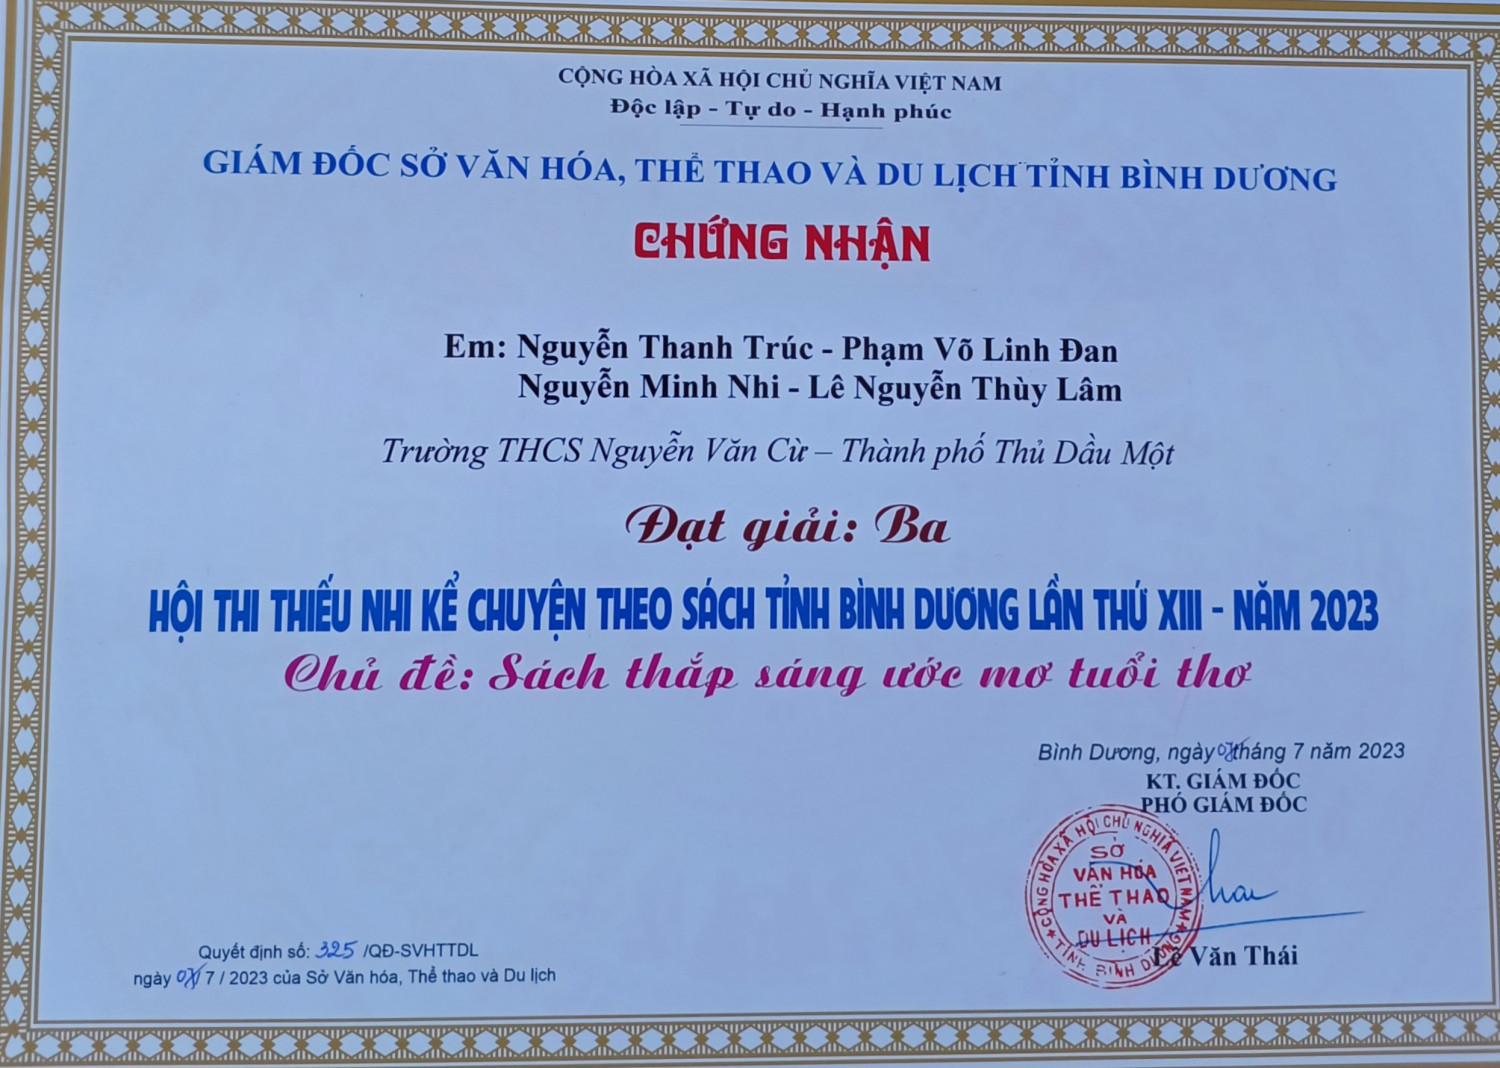 CỘNG HÒA XÃ HỘI CHỦ NGHĨA VIỆT NAM
Độc lập - Tự do - Hạnh phúc
GIÁM ĐỐC SỞ VĂN HÓA, THỂ THAO VÀ DU LỊCH TỈNH BÌNH DƯƠNG
CHỨNG NHẬN
Em: Nguyễn Thanh Trúc - Phạm Võ Linh Đan
Nguyễn Minh Nhi - Lê Nguyễn Thùy Lâm
Trường THCS Nguyễn Văn Cừ – Thành phố Thủ Dầu Một
Đạt giải: Ba
HỘI THI THIẾU NHI KỂ CHUYỆN THEO SÁCH TỈNH BÌNH DƯƠNG LẦN THỨ XIII - NĂM 2023
Chủ đề: Sách thắp sáng ước mơ tuổi thơ
Bình Dương, ngày tháng 7 năm 2023
KT. GIÁM ĐỐC
PHÓ GIÁM ĐỐC
CỘNG HÒA XÃ HỘI CHỦ NGHĨA VIỆT NAM
SỞ
VĂN HÓA
THỂ THAO
VÀ
DU LỊCH
TỈNH BÌNH DƯƠNG
Lê Văn Thái
Quyết định số: 325 /QĐ-SVHTTDL
ngày / 7 / 2023 của Sở Văn hóa, Thể thao và Du lịch